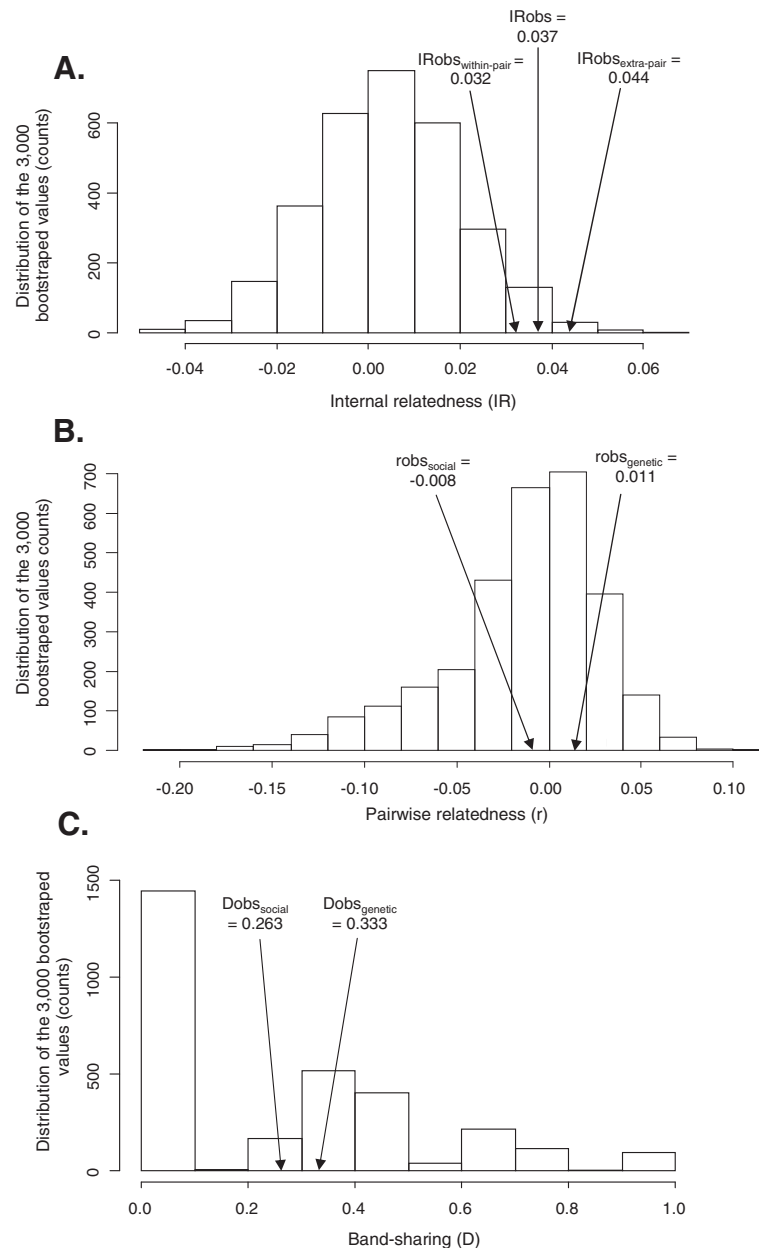 A.
IRobs =
0.037
IRobswithin-pair =
0.032
IRobsextra-pair =
0.044
Distribution of the 3,000
bootstraped values (counts)
0 200 400 600
-0.04 -0.02 0.00 0.02 0.04 0.06
Internal relatedness (IR)
B.
robssocial =
-0.008
robsgenetic =
0.011
Distribution of the 3,000
bootstraped values counts)
0 100 200 300 400 500 600 700
-0.20 -0.15 -0.10 -0.05 0.00 0.05 0.10
Pairwise relatedness (r)
C.
Dobssocial
= 0.263
Dobsgenetic
= 0.333
Distribution of the 3,000 bootstraped
values (counts)
0 500 1000 1500
0.0 0.2 0.4 0.6 0.8 1.0
Band-sharing (D)